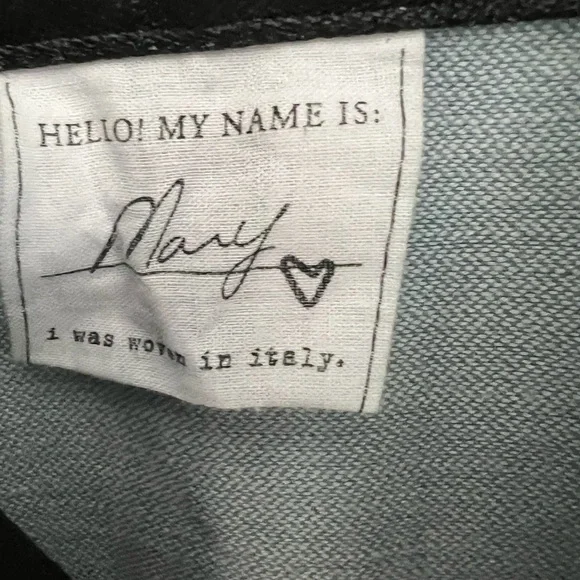 HELLO! MY NAME IS:
Mary
i was woven in italy.